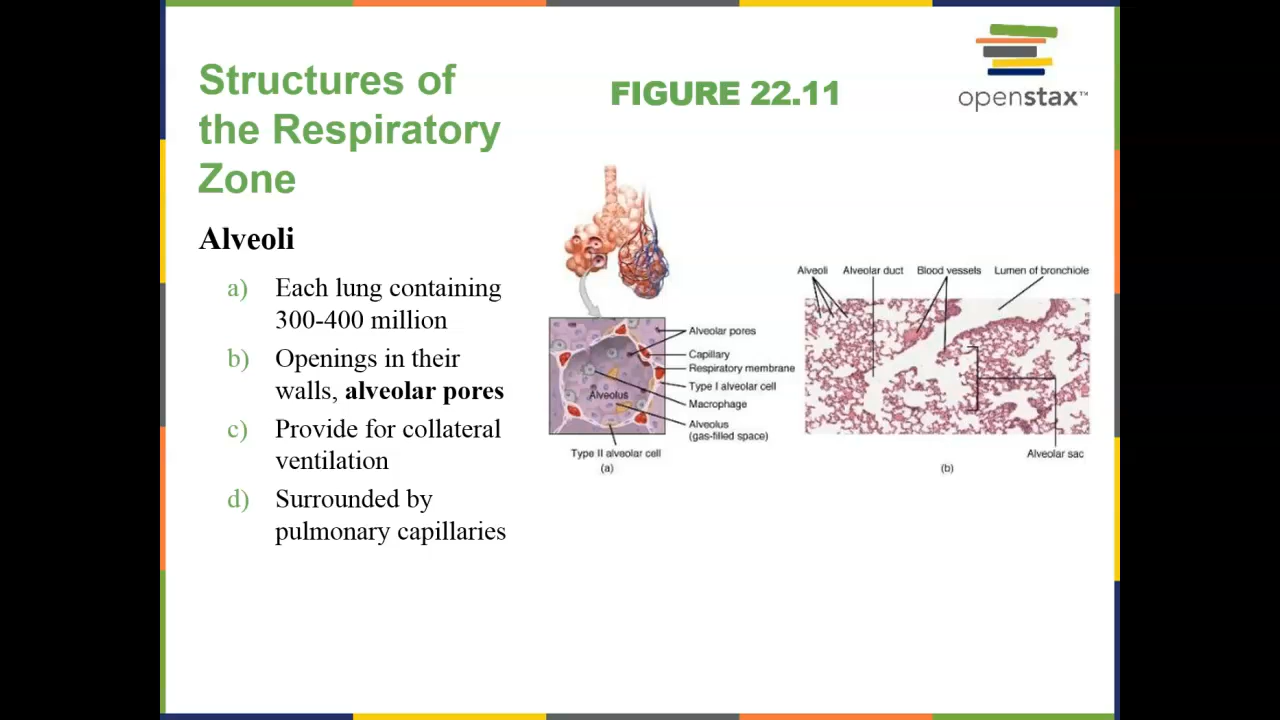 Structures of
the Respiratory
Zone
FIGURE 22.11
openstax™
Alveoli
a) Each lung containing
300-400 million
b) Openings in their
walls, alveolar pores
c) Provide for collateral
ventilation
d) Surrounded by
pulmonary capillaries
Alveolar pores
Capillary
Respiratory membrane
Type I alveolar cell
Macrophage
Alveolus
(gas-filled space)
Alveolus
Type II alveolar cell
(a)
Alveoli
Alveolar duct
Blood vessels
Lumen of bronchiole
Alveolar sac
(b)